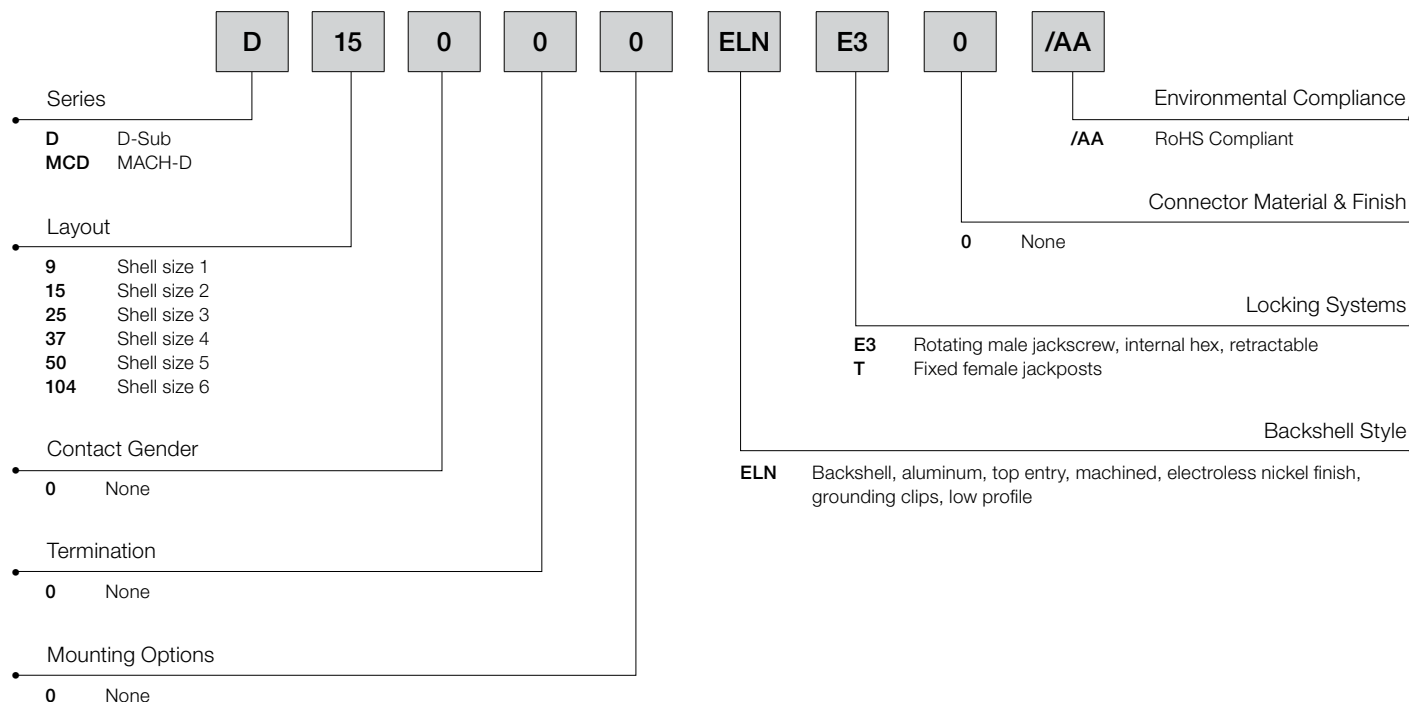 D 15 0 0 0 ELN E3 0 /AA
Series
D D-Sub
MCD MACH-D
Layout
9 Shell size 1
15 Shell size 2
25 Shell size 3
37 Shell size 4
50 Shell size 5
104 Shell size 6
Contact Gender
0 None
Termination
0 None
Mounting Options
0 None
Environmental Compliance
/AA RoHS Compliant
Connector Material & Finish
0 None
Locking Systems
E3 Rotating male jackscrew, internal hex, retractable
T Fixed female jackposts
Backshell Style
ELN Backshell, aluminum, top entry, machined, electroless nickel finish,
grounding clips, low profile